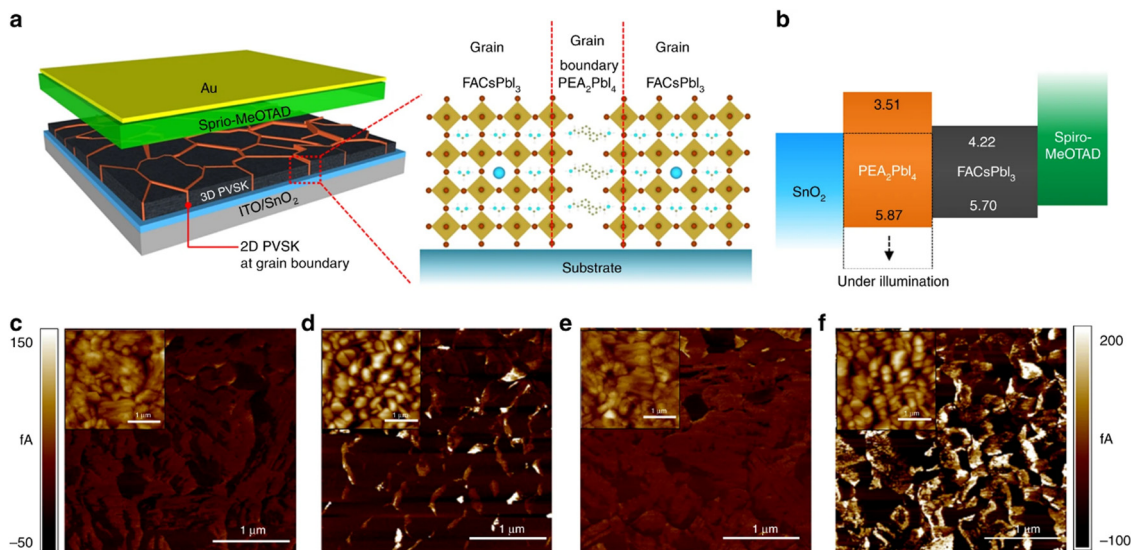 a
Au
Sprio-MeOTAD
3D PVSK
ITO/SnO₂
2D PVSK
at grain boundary
Grain
FACsPbI₃
Grain
boundary
PEA₂PbI₄
Grain
FACsPbI₃
Substrate
b
SnO₂
3.51
PEA₂PbI₄
5.87
4.22
FACsPbI₃
5.70
Spiro-
MeOTAD
Under illumination
c
150
fA
–50
1 μm
1 μm
d
1 μm
1 μm
e
1 μm
1 μm
f
1 μm
1 μm
200
fA
–100